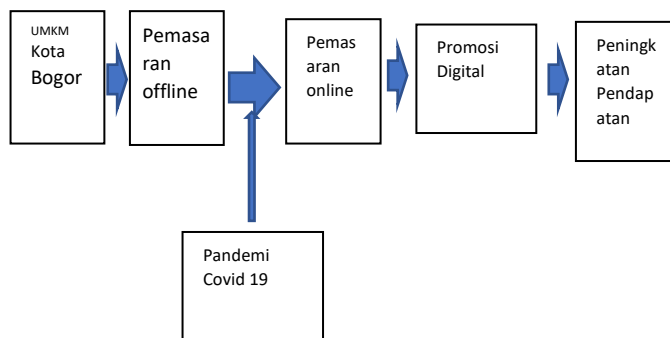 UMKM
Kota
Bogor
Pemasa
ran
offline
Pemas
aran
online
Promosi
Digital
Peningk
atan
Pendap
atan
Pandemi
Covid 19